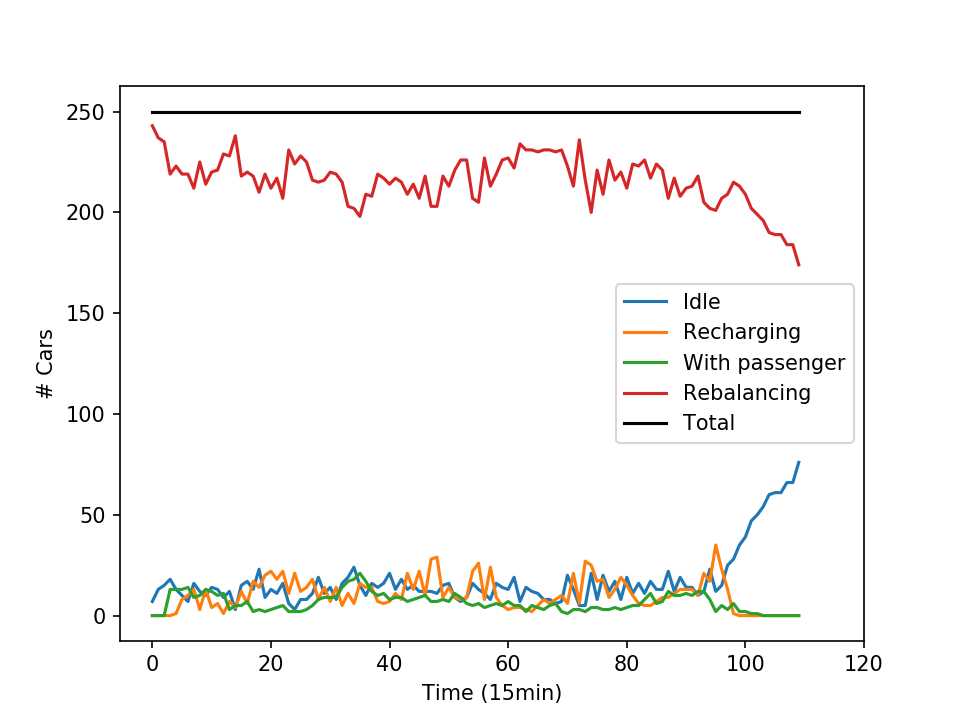 250
200
150
100
50
0
# Cars
Idle
Recharging
With passenger
Rebalancing
Total
0 20 40 60 80 100 120
Time (15min)